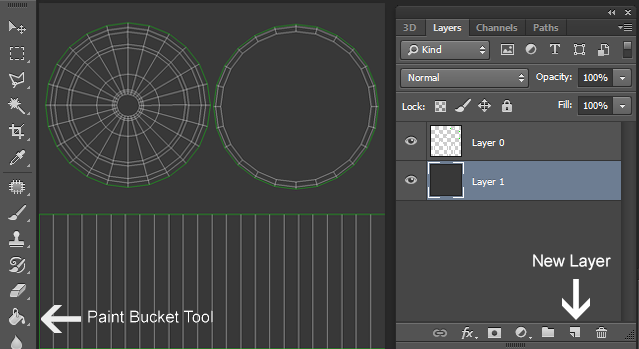 3D Layers Channels Paths
Kind
Normal Opacity: 100%
Lock: Fill: 100%
Layer 0
Layer 1
New Layer
Paint Bucket Tool
fx